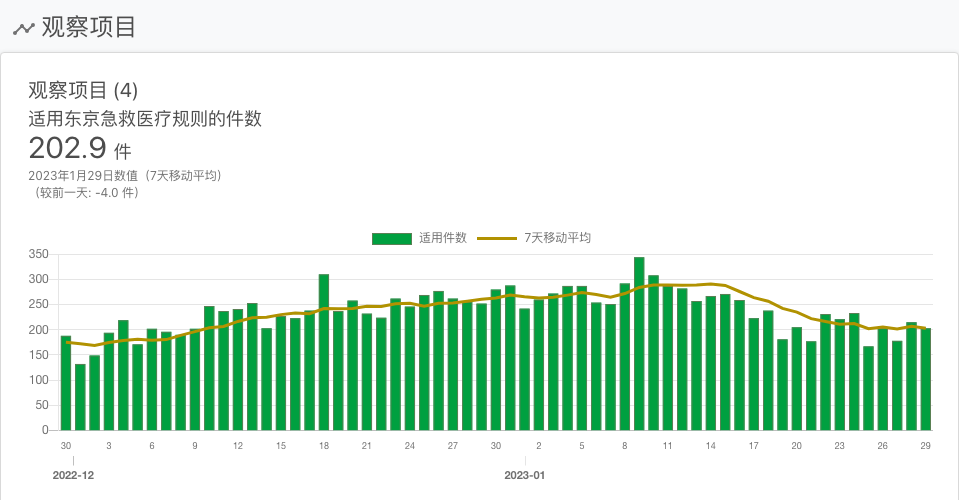 观察项目
观察项目 (4)
适用东京急救医疗规则的件数
202.9 件
2023年1月29日数值（7天移动平均）
（较前一天: -4.0 件）
适用件数 7天移动平均
350
300
250
200
150
100
50
0
30 3 6 9 12 15 18 21 24 27 30 2 5 8 11 14 17 20 23 26 29
2022-12 2023-01